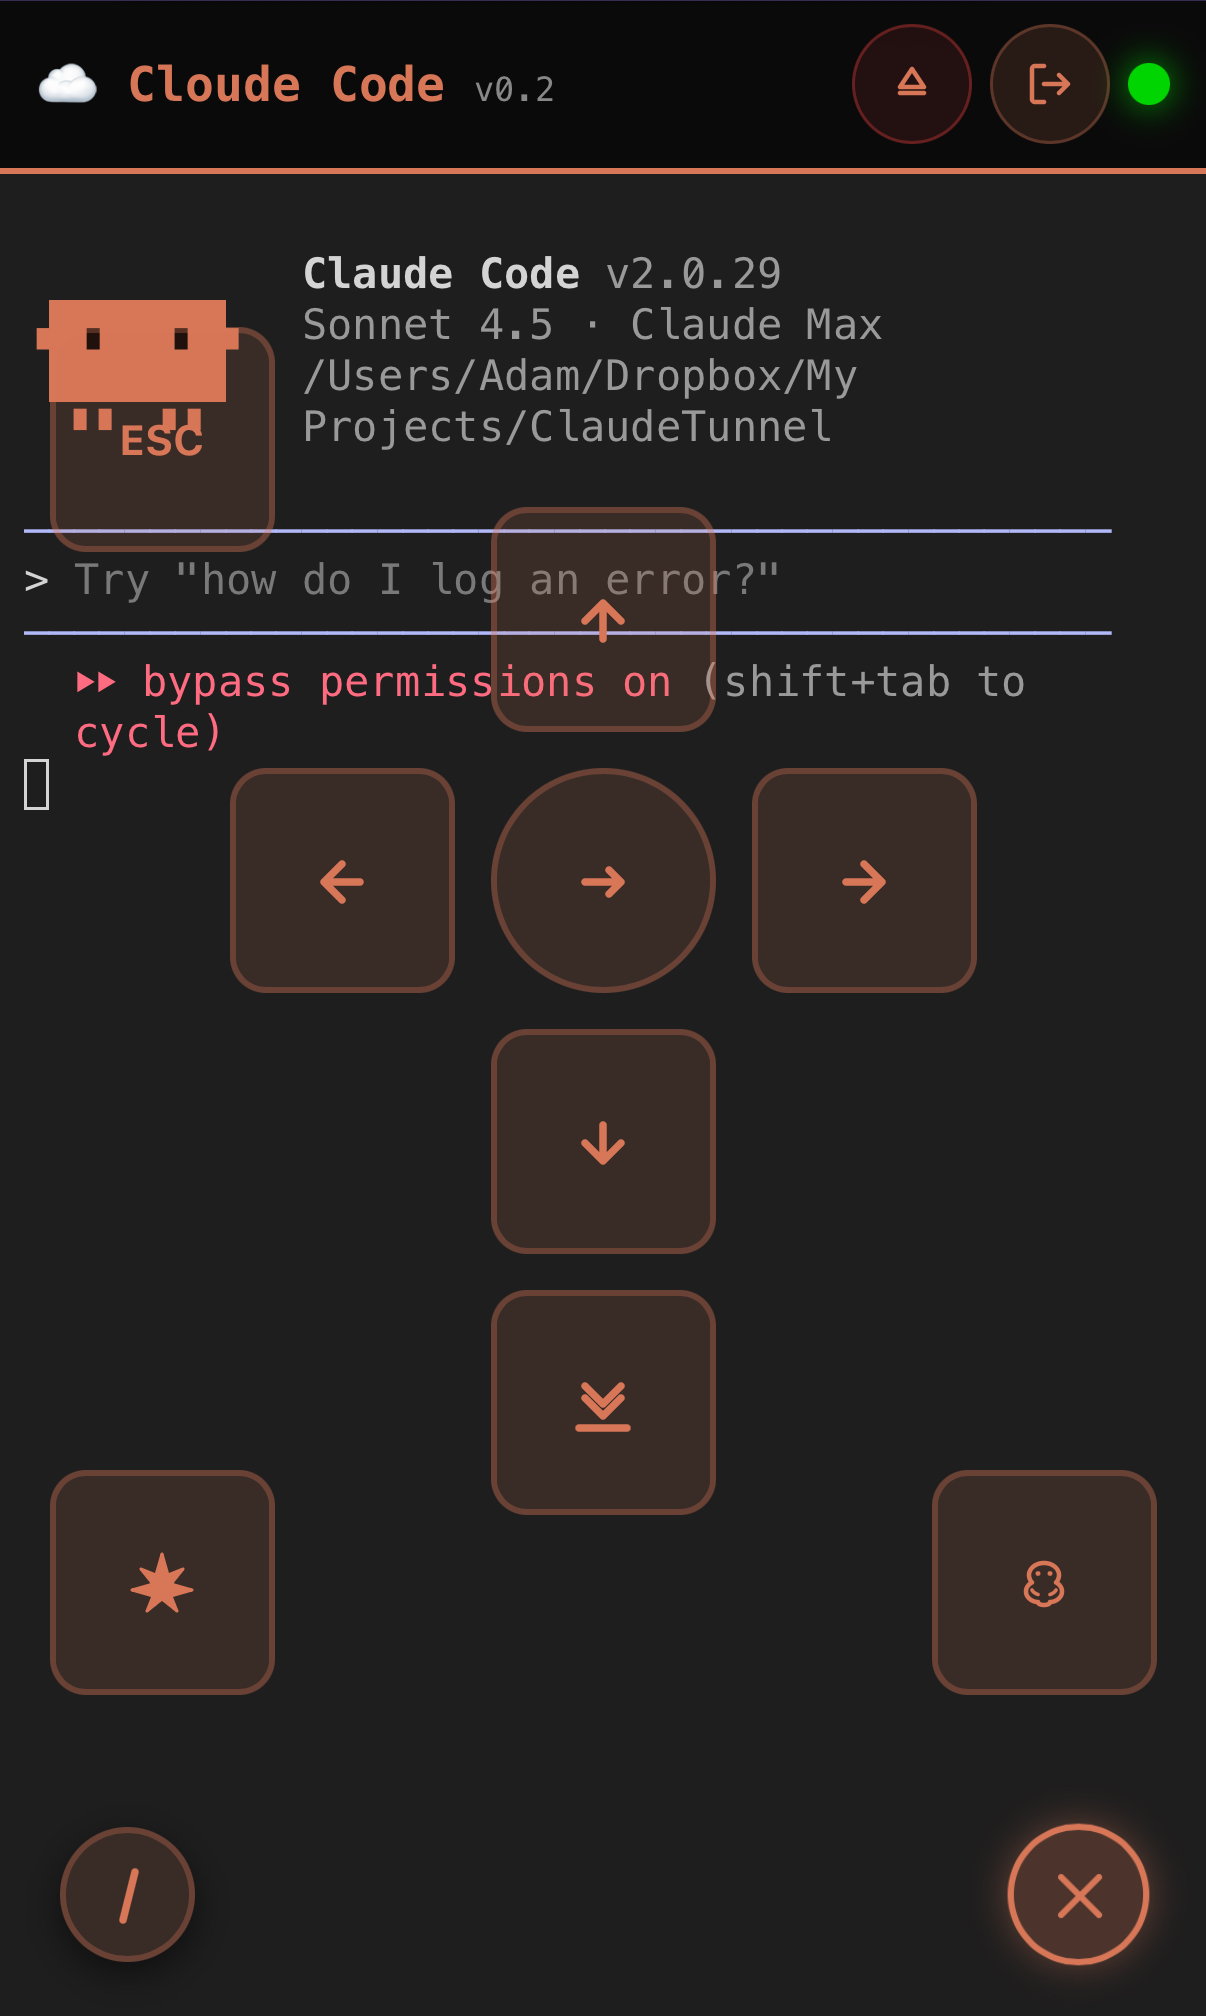 ☁️ Cloude Code v0.2
Claude Code v2.0.29
Sonnet 4.5 · Claude Max
/Users/Adam/Dropbox/My
Projects/ClaudeTunnel
ESC
> Try "how do I log an error?"
bypass permissions on (shift+tab to
cycle)
/